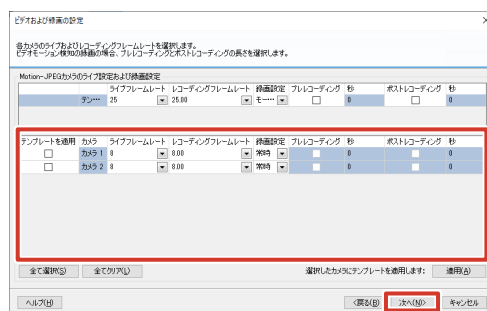 ビデオおよび録画の設定
各カメラのライブおよびレコーディングフレームレートを選択します。
ビデオモーション検知の録画の場合、プレレコーディングとポストレコーディングの長さを選択します。
Motion-JPEGカメラのライブ設定および録画設定
ライブフレームレート レコーディングフレームレート 録画設定 プレレコーディング 秒 ポストレコーディング 秒
テン… 25 25.00 モー… 0 0
テンプレートを適用 カメラ ライブフレームレート レコーディングフレームレート 録画設定 プレレコーディング 秒 ポストレコーディング 秒
カメラ 1 8 8.00 常時 0 0
カメラ 2 8 8.00 常時 0 0
全て選択(S) 全てクリア(L) 選択したカメラにテンプレートを適用します: 適用(A)
ヘルプ(H) <戻る(B) 次へ(N)> キャンセル